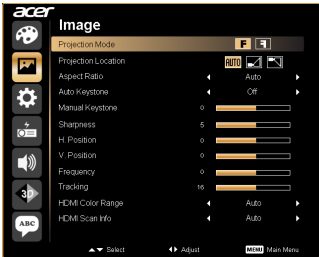 acer
Image
Projection Mode F F
Projection Location AUTO
Aspect Ratio Auto
Auto Keystone Off
Manual Keystone 0
Sharpness 5
H. Position 0
V. Position 0
Frequency 0
Tracking 16
HDMI Color Range Auto
HDMI Scan Info Auto
3D
ABC
Select Adjust MENU Main Menu